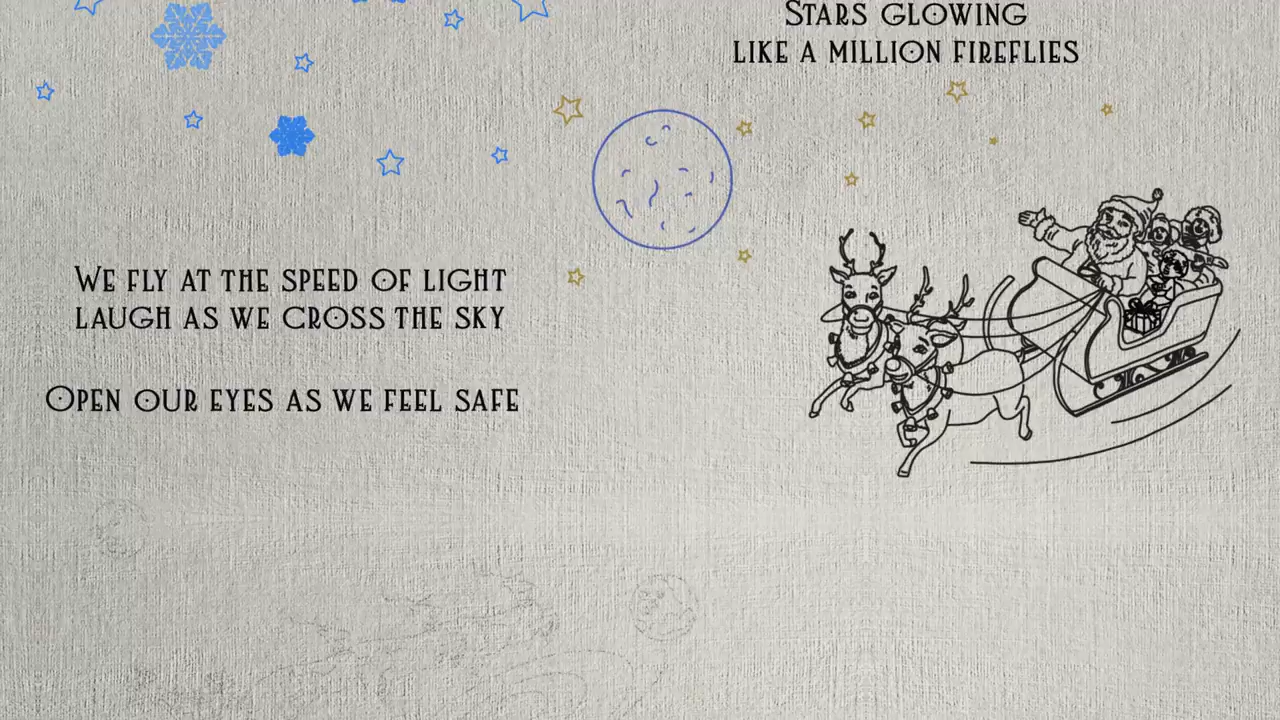 Stars glowing
like a million fireflies
We fly at the speed of light
laugh as we cross the sky
Open our eyes as we feel safe